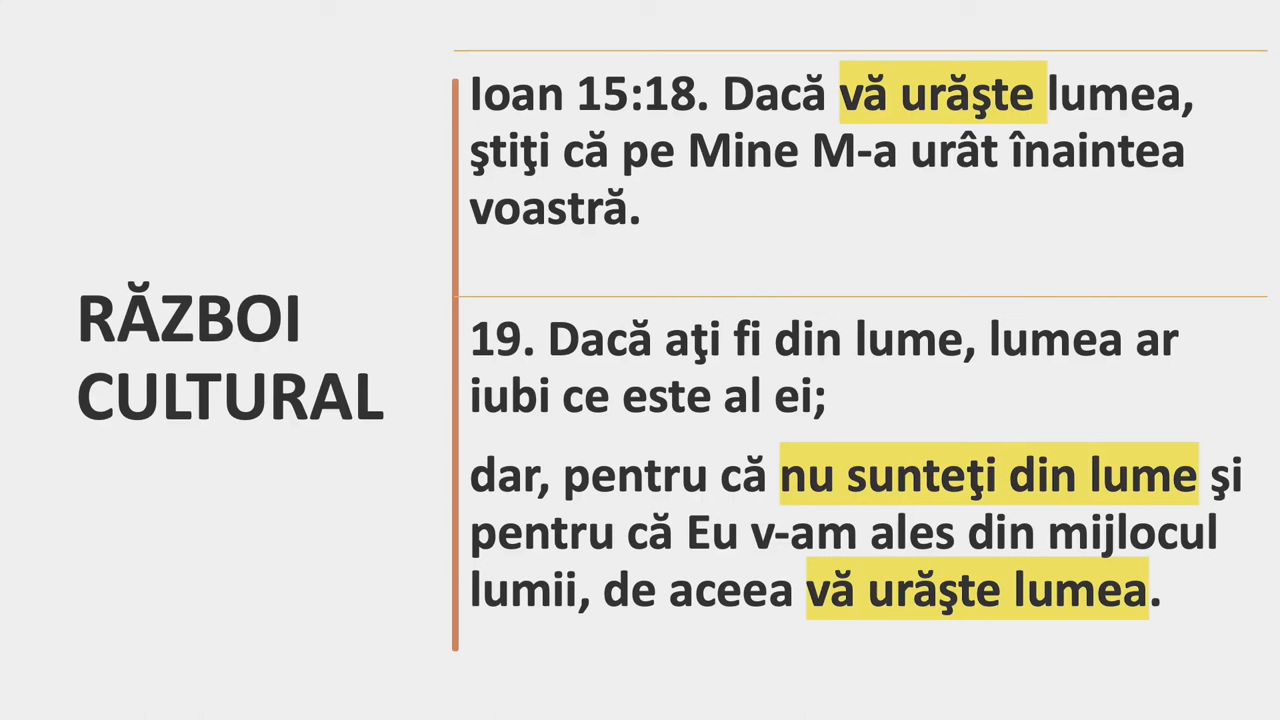 RĂZBOI
CULTURAL
Ioan 15:18. Dacă vă urăşte lumea,
ştiţi că pe Mine M-a urât înaintea
voastră.
19. Dacă aţi fi din lume, lumea ar
iubi ce este al ei;
dar, pentru că nu sunteţi din lume şi
pentru că Eu v-am ales din mijlocul
lumii, de aceea vă urăşte lumea.